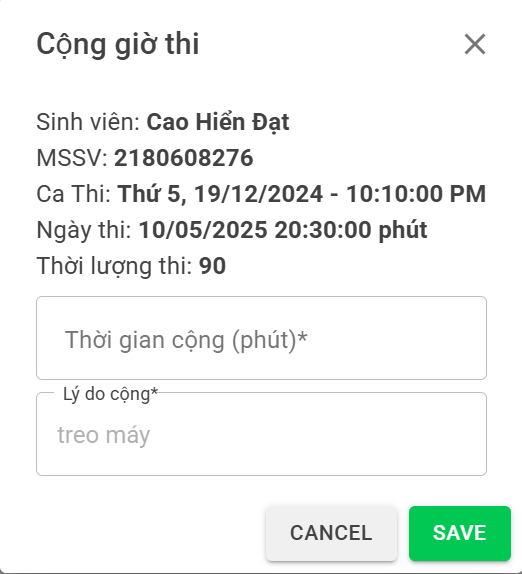 Cộng giờ thi
Sinh viên: Cao Hiển Đạt
MSSV: 2180608276
Ca Thi: Thứ 5, 19/12/2024 - 10:10:00 PM
Ngày thi: 10/05/2025 20:30:00 phút
Thời lượng thi: 90
Thời gian cộng (phút)*
Lý do cộng*
treo máy
CANCEL
SAVE